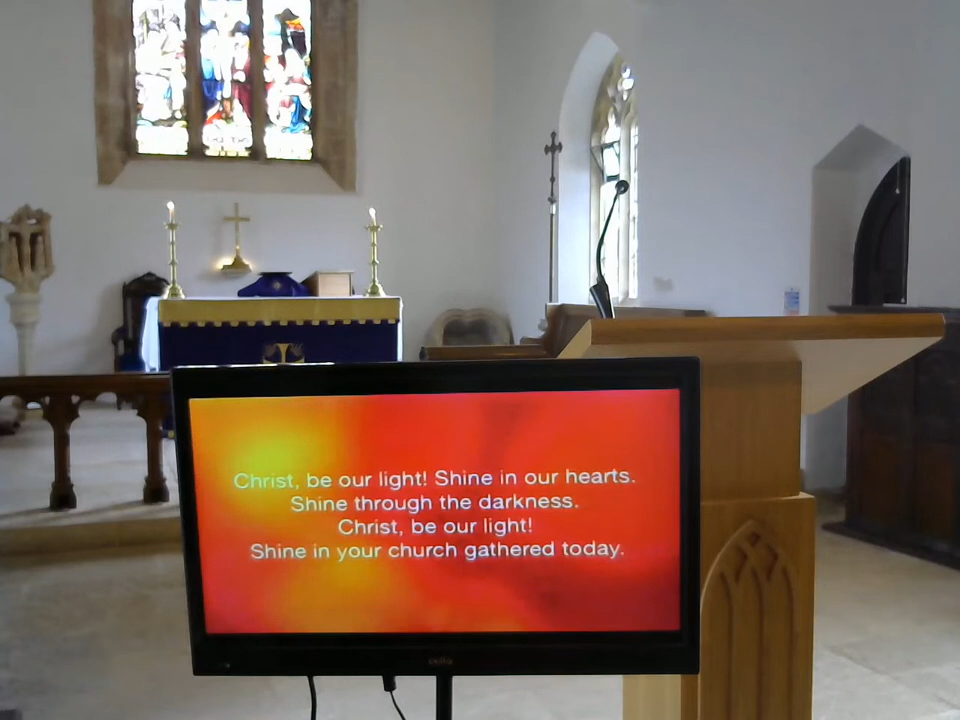 Christ, be our light! Shine in our hearts.
Shine through the darkness.
Christ, be our light!
Shine in your church gathered today.
cello